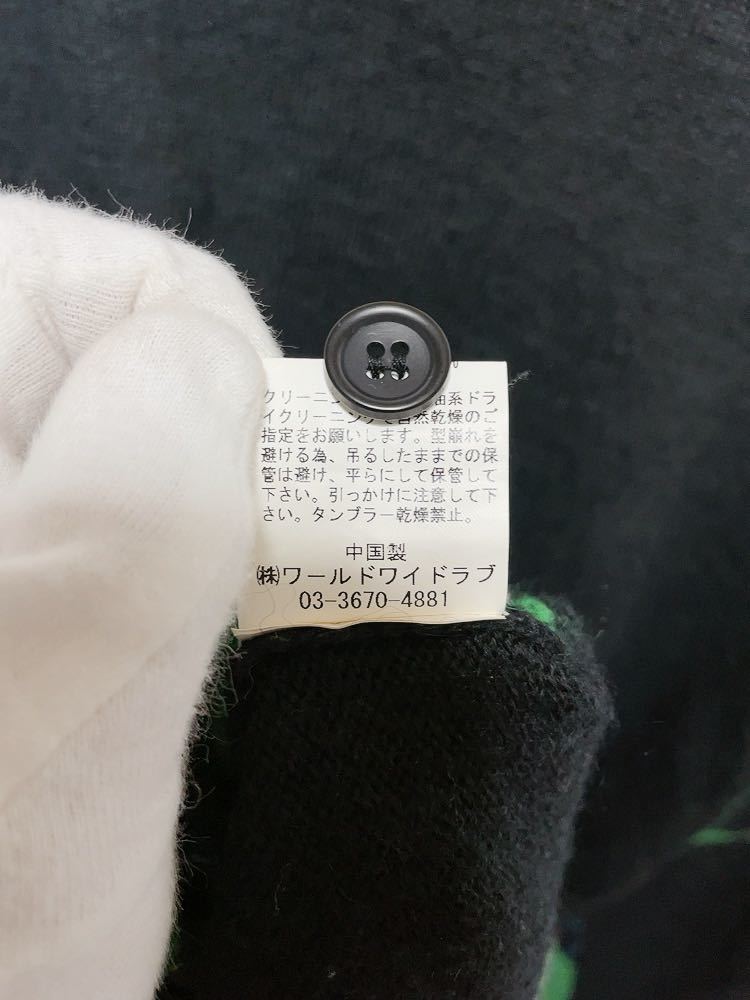 クリーニン 油系ドラ
イクリーニングで自然乾燥のご
指定をお願いします。型崩れを
避ける為、吊るしたままでの保
管は避け、平らにして保管して
下さい。引っかけに注意して下
さい。タンブラー乾燥禁止。
中国製
㈱ワールドワイドラブ
03-3670-4881